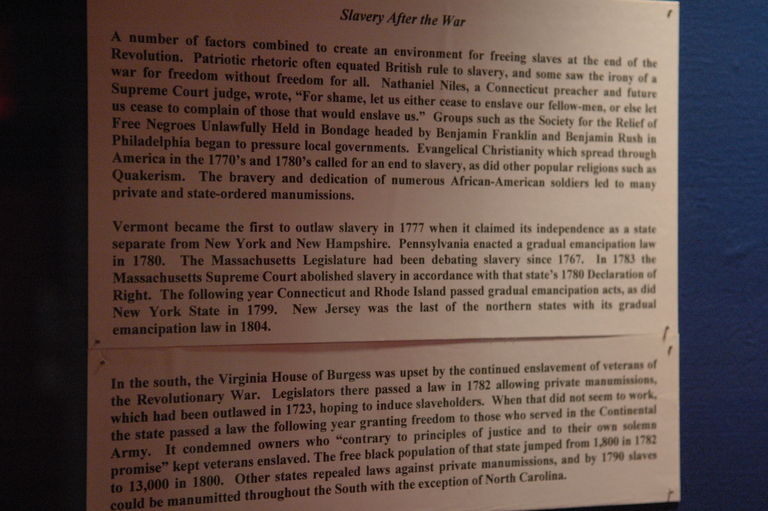 Slavery After the War
A number of factors combined to create an environment for freeing slaves at the end of the
Revolution. Patriotic rhetoric often equated British rule to slavery, and some saw the irony of a
war for freedom without freedom for all. Nathaniel Niles, a Connecticut preacher and future
Supreme Court judge, wrote, “For shame, let us either cease to enslave our fellow-men, or else let
us cease to complain of those that would enslave us.” Groups such as the Society for the Relief of
Free Negroes Unlawfully Held in Bondage headed by Benjamin Franklin and Benjamin Rush in
Philadelphia began to pressure local governments. Evangelical Christianity which spread through
America in the 1770’s and 1780’s called for an end to slavery, as did other popular religions such as
Quakerism. The bravery and dedication of numerous African-American soldiers led to many
private and state-ordered manumissions.
Vermont became the first to outlaw slavery in 1777 when it claimed its independence as a state
separate from New York and New Hampshire. Pennsylvania enacted a gradual emancipation law
in 1780. The Massachusetts Legislature had been debating slavery since 1767. In 1783 the
Massachusetts Supreme Court abolished slavery in accordance with that state’s 1780 Declaration of
Right. The following year Connecticut and Rhode Island passed gradual emancipation acts, as did
New York State in 1799. New Jersey was the last of the northern states with its gradual
emancipation law in 1804.
In the south, the Virginia House of Burgess was upset by the continued enslavement of veterans of
the Revolutionary War. Legislators there passed a law in 1782 allowing private manumissions,
which had been outlawed in 1723, hoping to induce slaveholders. When that did not seem to work,
the state passed a law the following year granting freedom to those who served in the Continental
Army. It condemned owners who “contrary to principles of justice and to their own solemn
promise” kept veterans enslaved. The free black population of that state jumped from 1,800 in 1782
to 13,000 in 1800. Other states repealed laws against private manumissions, and by 1790 slaves
could be manumitted throughout the South with the exception of North Carolina.